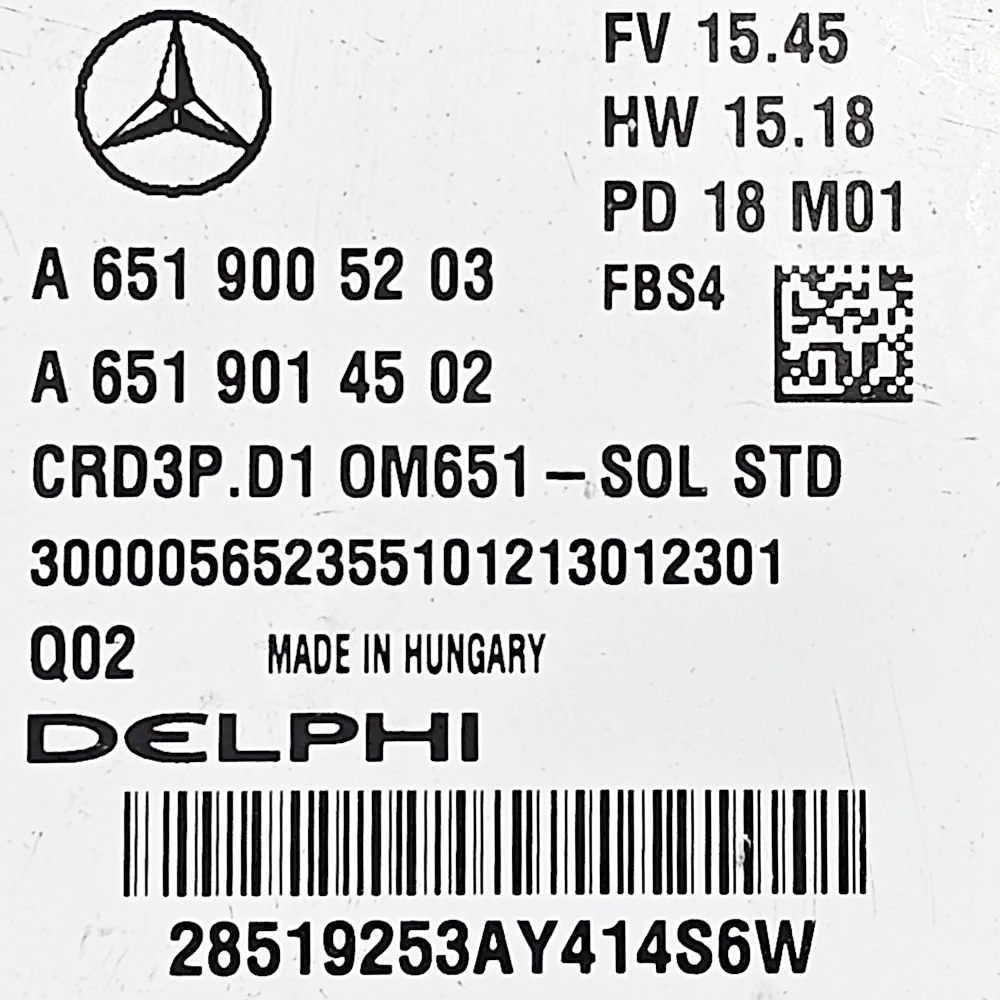 FV 15.45
HW 15.18
PD 18 M01
FBS4
A 651 900 52 03
A 651 901 45 02
CRD3P.D1 OM651 – SOL STD
300005652355101213012301
Q02 MADE IN HUNGARY
DELPHI
28519253AY414S6W